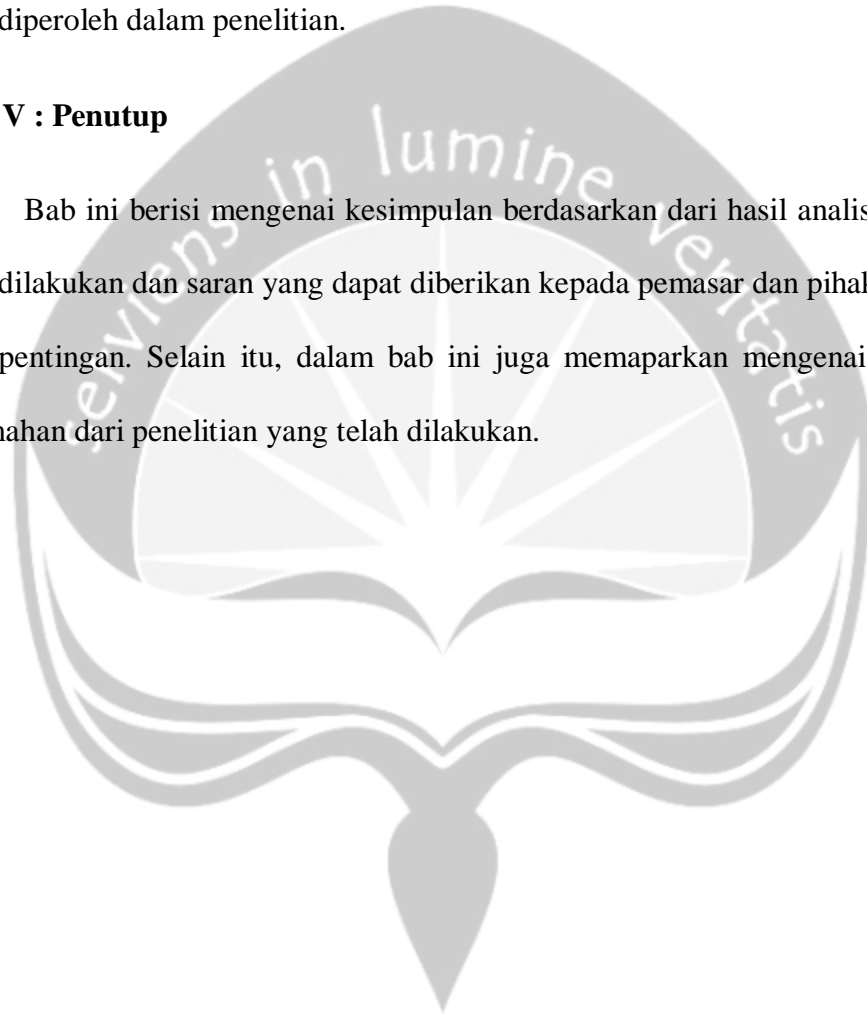 diperoleh dalam penelitian.
V : Penutup
Bab ini berisi mengenai kesimpulan berdasarkan dari hasil analis
dilakukan dan saran yang dapat diberikan kepada pemasar dan pihak
pentingan. Selain itu, dalam bab ini juga memaparkan mengenai
nahan dari penelitian yang telah dilakukan.
serviens in lumine veritatis